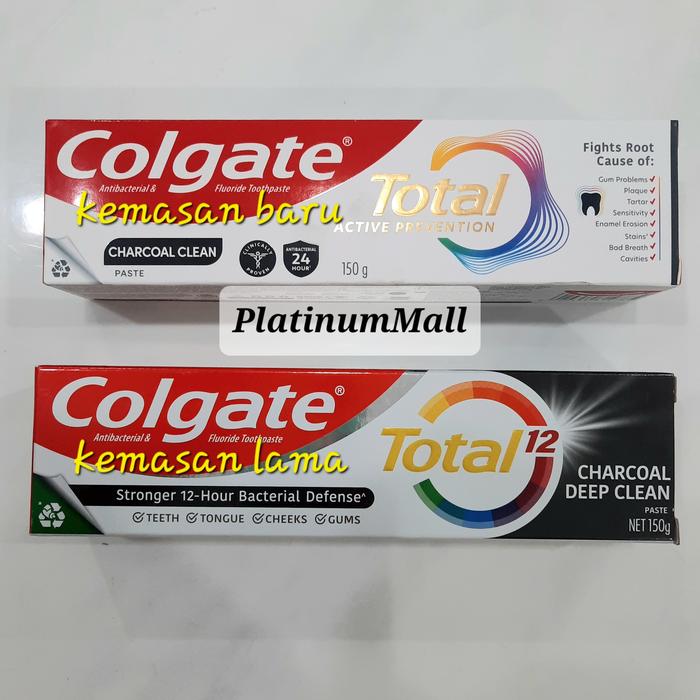 Colgate®
Antibacterial & Fluoride Toothpaste
kemasan baru
CHARCOAL CLEAN
PASTE
CLINICALLY PROVEN
ANTIBACTERIAL
24
HOUR
150 g
Total
ACTIVE PREVENTION
Fights Root
Cause of:
Gum Problems ✓
Plaque ✓
Tartar ✓
Sensitivity ✓
Enamel Erosion ✓
Stains ✓
Bad Breath ✓
Cavities ✓
PlatinumMall
Colgate®
Antibacterial & Fluoride Toothpaste
kemasan lama
Stronger 12-Hour Bacterial Defense^
TEETH TONGUE CHEEKS GUMS
Total 12
CHARCOAL
DEEP CLEAN
PASTE
NET 150g